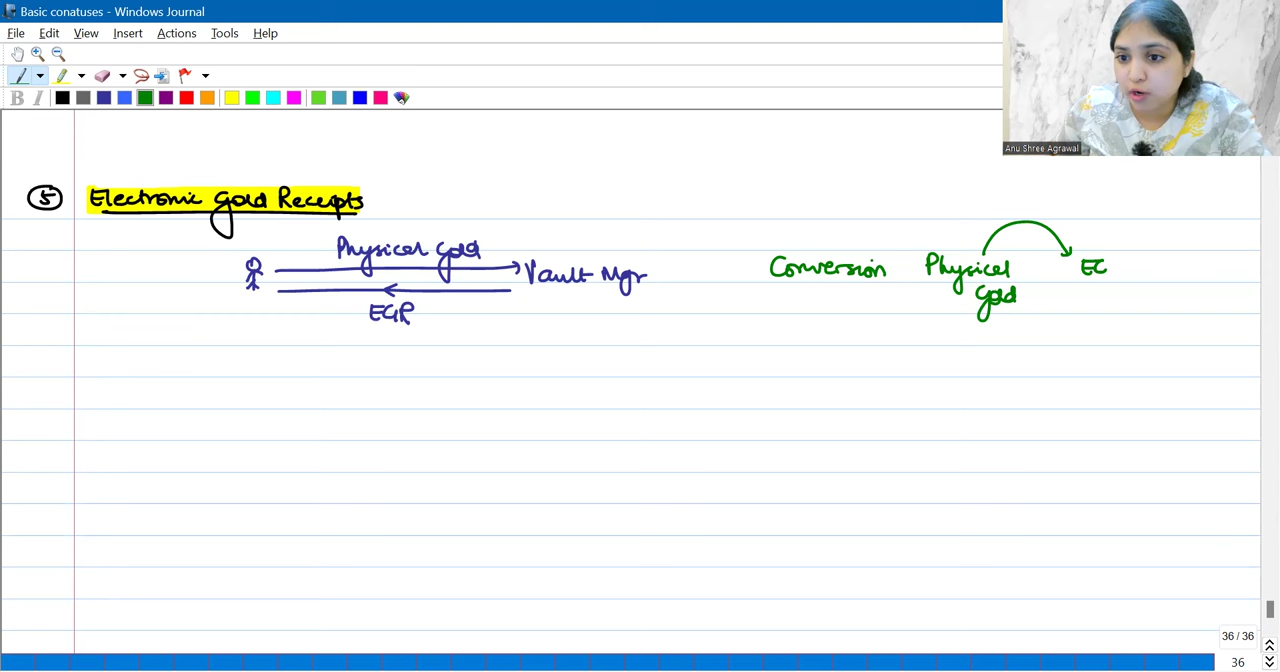 Basic conatuses - Windows Journal
File Edit View Insert Actions Tools Help
B I
Anu Shree Agrawal
5 Electronic Gold Receipts
Physical Gold
Vault Mgr
EGR
Conversion Physical Gold EC
36 / 36
36